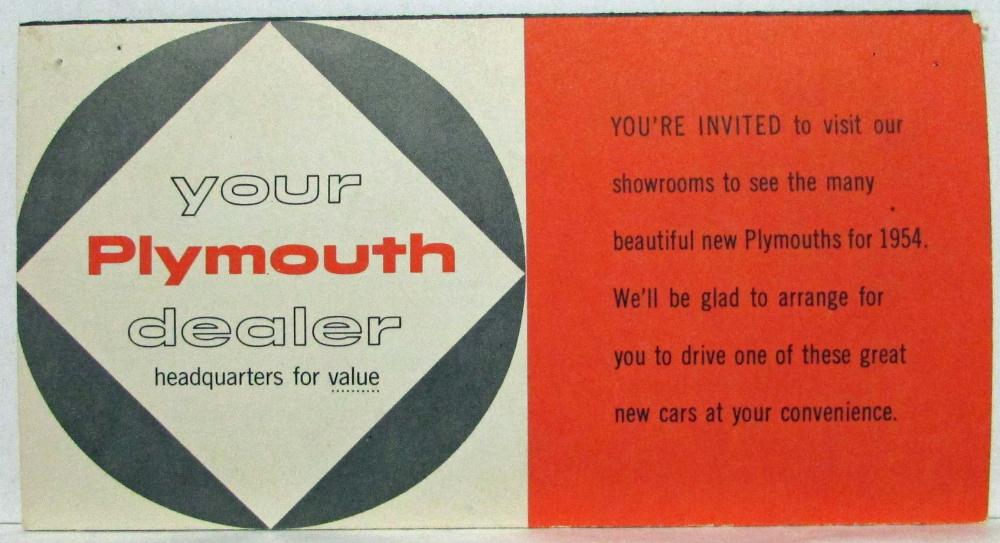 your
Plymouth
dealer
headquarters for value
YOU'RE INVITED to visit our
showrooms to see the many
beautiful new Plymouths for 1954.
We'll be glad to arrange for
you to drive one of these great
new cars at your convenience.